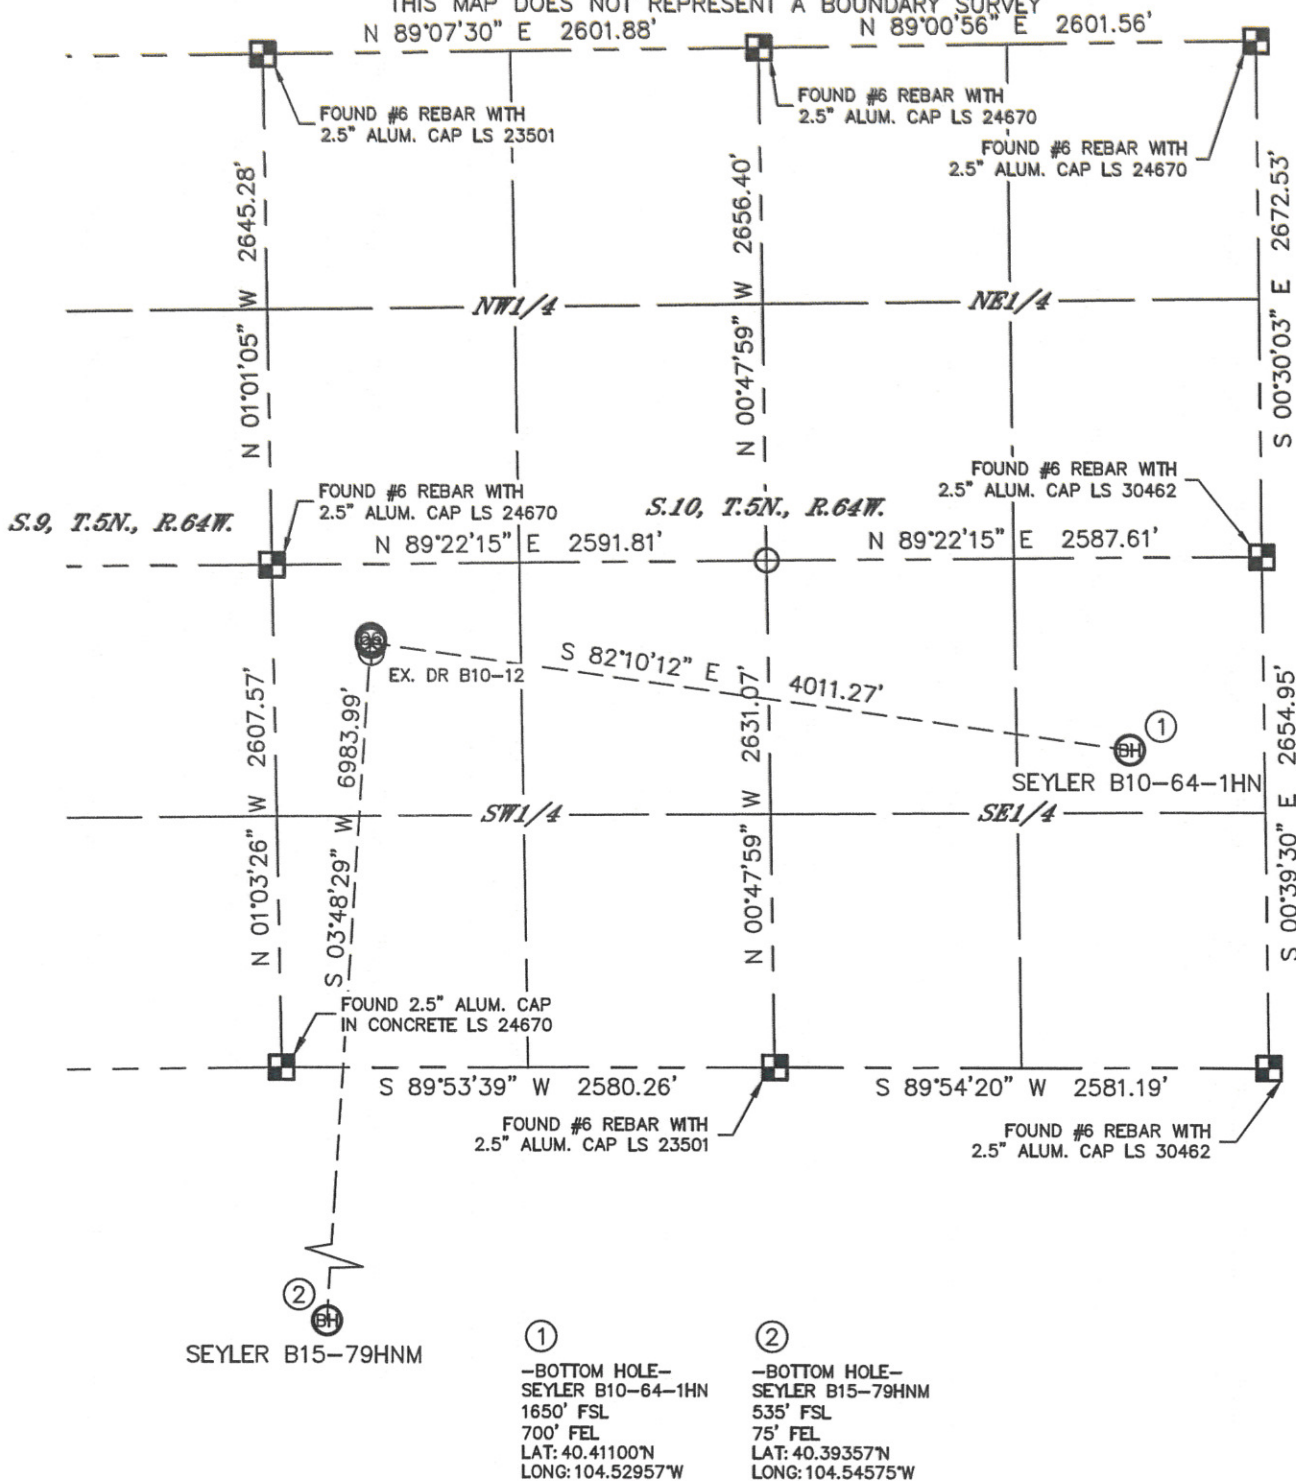 THIS MAP DOES NOT REPRESENT A BOUNDARY SURVEY
N 89°07'30" E 2601.88'
N 89°00'56" E 2601.56'
FOUND #6 REBAR WITH
2.5" ALUM. CAP LS 23501
FOUND #6 REBAR WITH
2.5" ALUM. CAP LS 24670
FOUND #6 REBAR WITH
2.5" ALUM. CAP LS 24670
N 01°01'05" W 2645.28'
N 00°47'59" W 2656.40'
S 00°30'03" E 2672.53'
NW1/4
NE1/4
FOUND #6 REBAR WITH
2.5" ALUM. CAP LS 24670
FOUND #6 REBAR WITH
2.5" ALUM. CAP LS 30462
S.9, T.5N., R.64W.
S.10, T.5N., R.64W.
N 89°22'15" E 2591.81'
N 89°22'15" E 2587.61'
EX. DR B10-12
S 82°10'12" E 4011.27'
1
BH
SEYLER B10-64-1HN
N 01°03'26" W 2607.57'
S 03°48'29" W 6983.99'
N 00°47'59" W 2631.07'
S 00°39'30" E 2654.95'
SW1/4
SE1/4
FOUND 2.5" ALUM. CAP
IN CONCRETE LS 24670
S 89°53'39" W 2580.26'
S 89°54'20" W 2581.19'
FOUND #6 REBAR WITH
2.5" ALUM. CAP LS 23501
FOUND #6 REBAR WITH
2.5" ALUM. CAP LS 30462
2
BH
SEYLER B15-79HNM
1
-BOTTOM HOLE-
SEYLER B10-64-1HN
1650' FSL
700' FEL
LAT: 40.41100°N
LONG: 104.52957°W
2
-BOTTOM HOLE-
SEYLER B15-79HNM
535' FSL
75' FEL
LAT: 40.39357°N
LONG: 104.54575°W